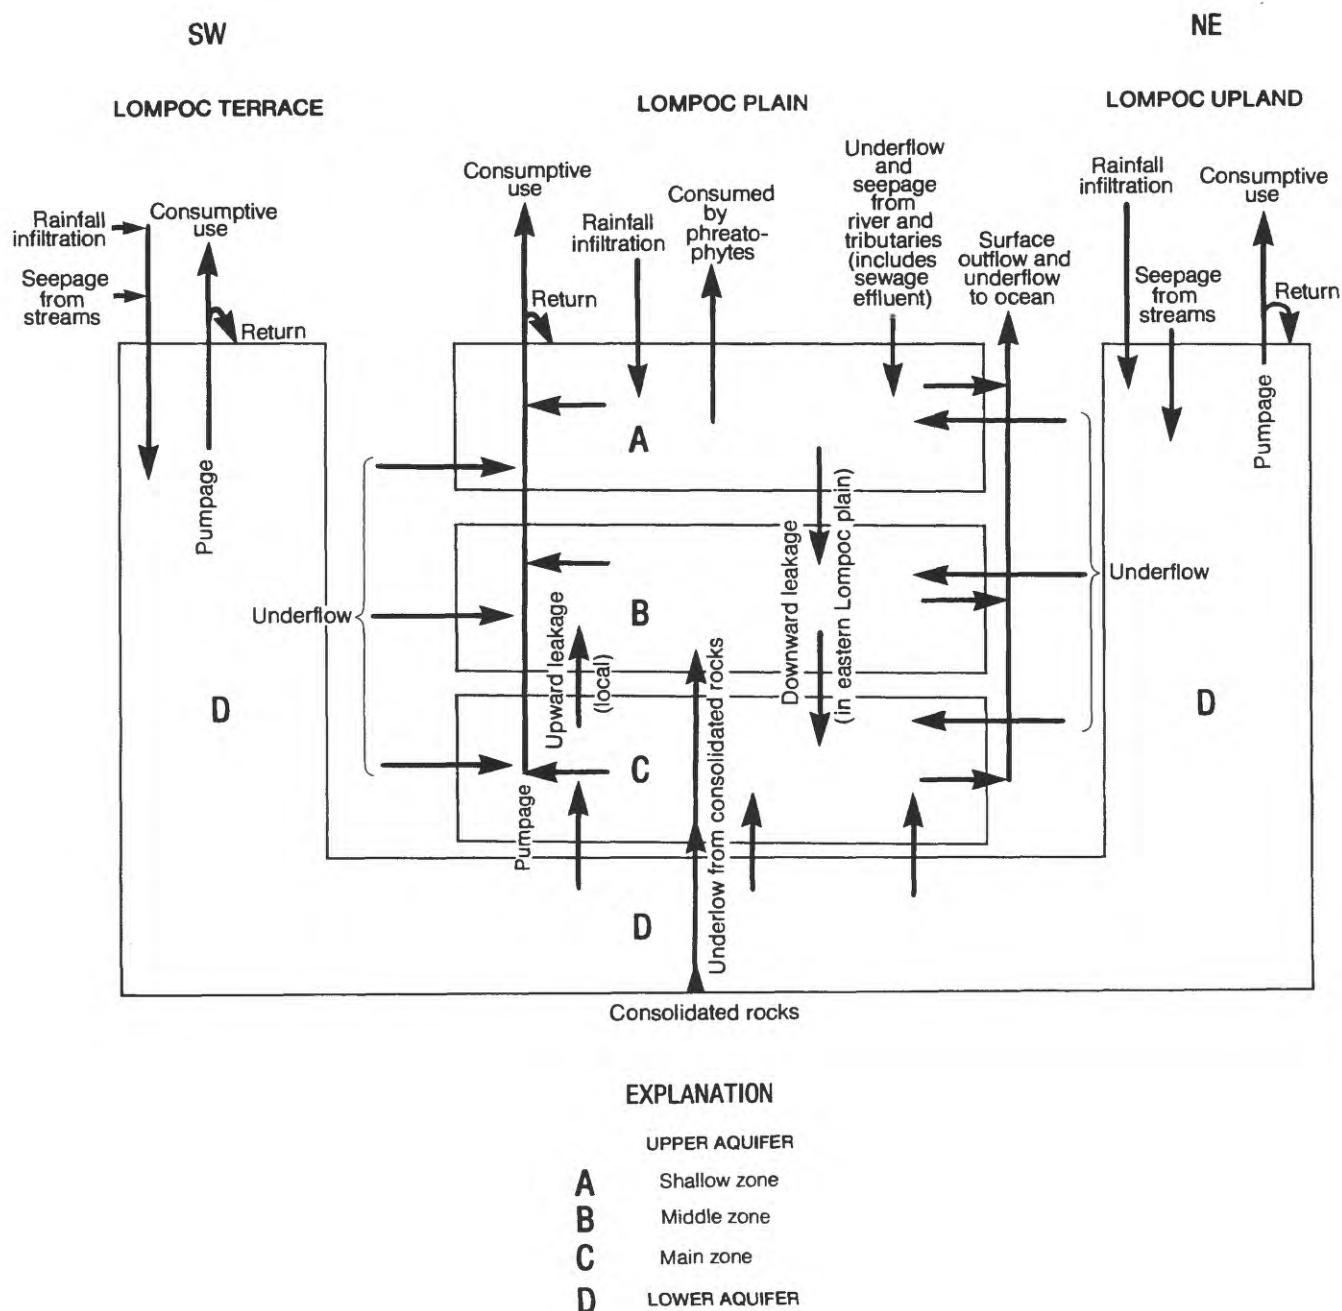 SW
NE
LOMPOC TERRACE
LOMPOC PLAIN
LOMPOC UPLAND
Rainfall
infiltration
Seepage
from
streams
Consumptive
use
Return
Pumpage
D
Consumptive
use
Return
Rainfall
infiltration
Consumed
by
phreato-
phytes
Underflow
and
seepage
from
river and
tributaries
(includes
sewage
effluent)
Surface
outflow and
underflow
to ocean
Rainfall
infiltration
Seepage
from
streams
Consumptive
use
Return
Pumpage
D
A
B
C
D
Underflow
Underflow
Upward leakage
(local)
Downward leakage
(in eastern Lompoc plain)
Pumpage
Underlow from consolidated rocks
Consolidated rocks
EXPLANATION
UPPER AQUIFER
A Shallow zone
B Middle zone
C Main zone
D LOWER AQUIFER